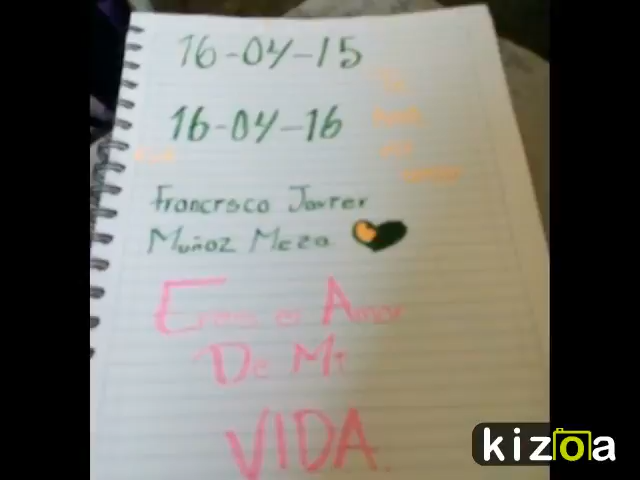 16-04-15
16-04-16
Francisco Javier
Muñoz Meza
Eres el Amor
De Mi
VIDA
kizoa